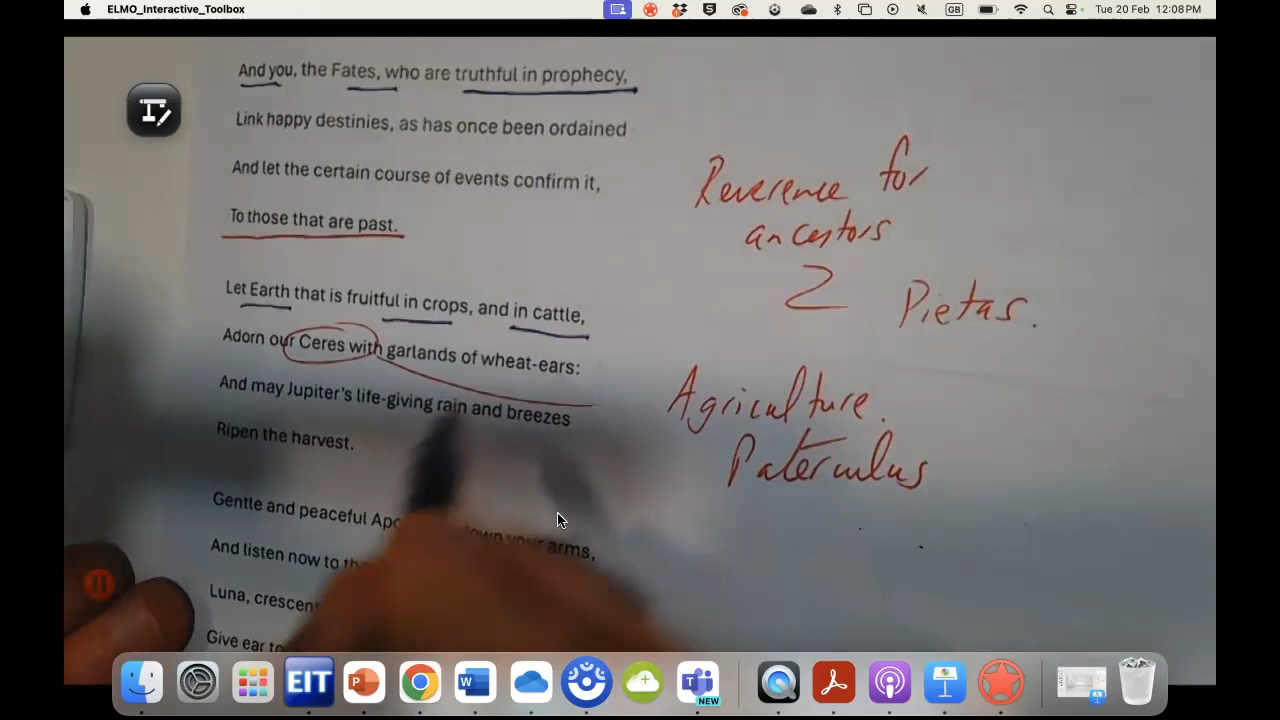 ELMO_Interactive_Toolbox
GB
Tue 20 Feb 12:08 PM
And you, the Fates, who are truthful in prophecy,
Link happy destinies, as has once been ordained
And let the certain course of events confirm it,
To those that are past.
Let Earth that is fruitful in crops, and in cattle,
Adorn our Ceres with garlands of wheat-ears:
And may Jupiter's life-giving rain and breezes
Ripen the harvest.
Gentle and peaceful your arms,
And listen now to
Luna,
Give ear
Reverence for
ancestors
Pietas.
Agriculture.
Paterculus
EIT
NEW